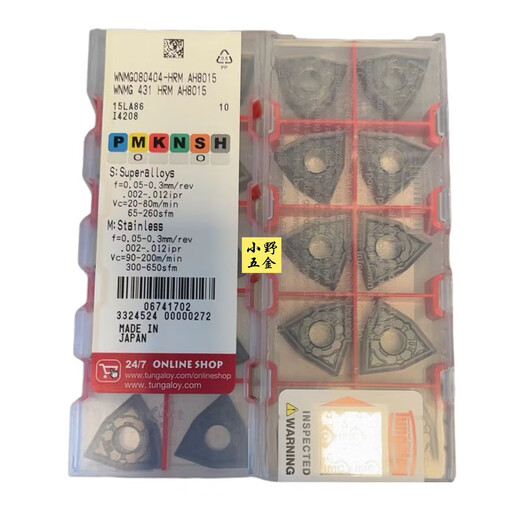 WNMG080404-HRM AH8015
WNMG 431 HRM AH8015
15LA86 10
I4208
PP
P M K N S H
S:Superalloys
f=0.05-0.3mm/rev
.002-.012ipr
Vc=20-80m/min
65-260sfm
M:Stainless
f=0.05-0.3mm/rev
.002-.012ipr
Vc=90-200m/min
300-650sfm
06741702
3324524 00000272
MADE IN
JAPAN
24/7 ONLINE SHOP
www.tungaloy.com/onlineshop
www.tungaloy.com
小野
五金
WARNING
INSPECTED